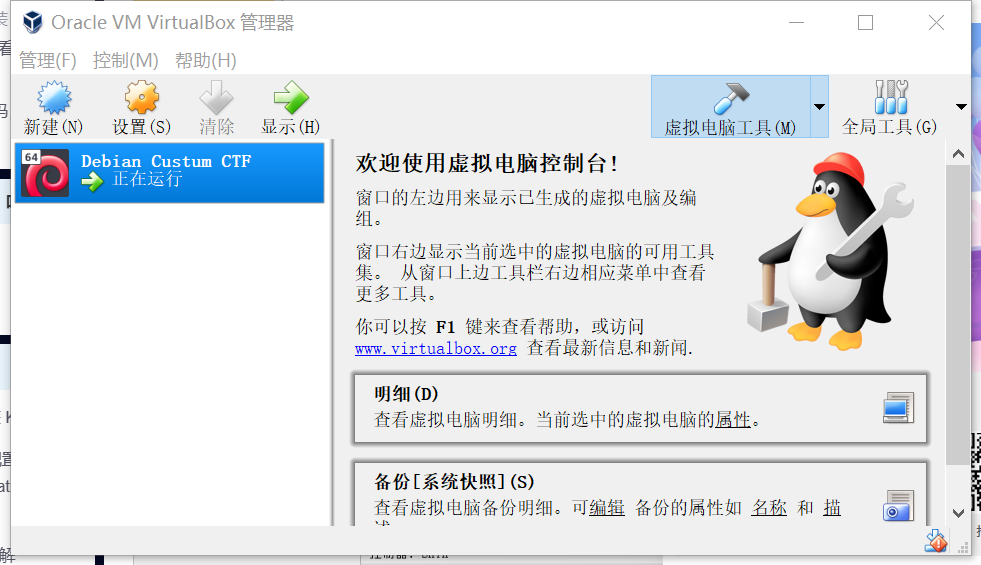 Oracle VM VirtualBox 管理器
管理(F) 控制(M) 帮助(H)
新建(N) 设置(S) 清除 显示(H) 虚拟电脑工具(M) 全局工具(G)
64
Debian Custum CTF
正在运行
欢迎使用虚拟电脑控制台!
窗口的左边用来显示已生成的虚拟电脑及编
组。
窗口右边显示当前选中的虚拟电脑的可用工具
集。 从窗口上边工具栏右边相应菜单中查看
更多工具。
你可以按 F1 键来查看帮助，或访问
www.virtualbox.org 查看最新信息和新闻.
明细(D)
查看虚拟电脑明细。当前选中的虚拟电脑的属性。
备份[系统快照](S)
查看虚拟电脑备份明细。可编辑 备份的属性如 名称 和 描